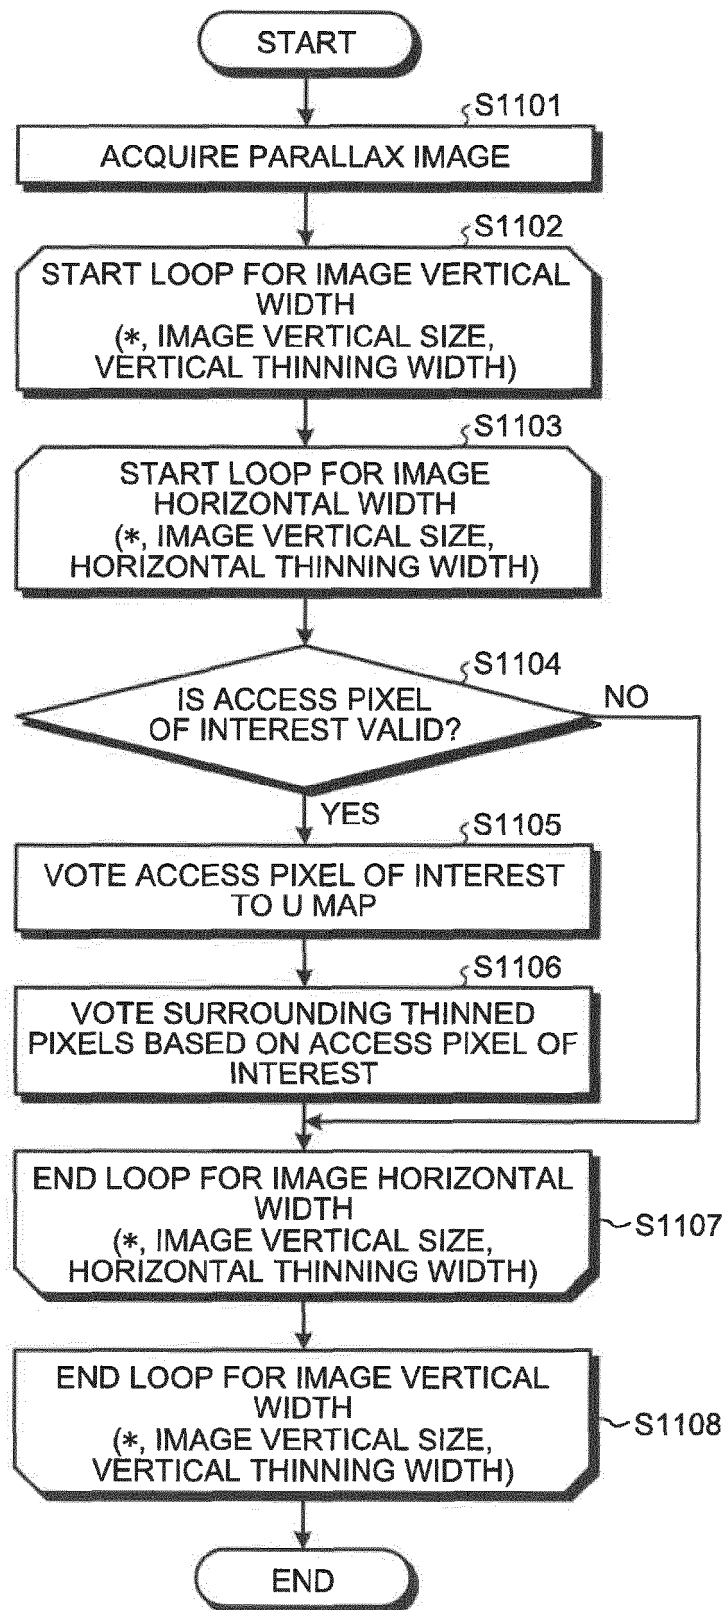 START
S1101
ACQUIRE PARALLAX IMAGE
S1102
START LOOP FOR IMAGE VERTICAL
WIDTH
(*, IMAGE VERTICAL SIZE,
VERTICAL THINNING WIDTH)
S1103
START LOOP FOR IMAGE
HORIZONTAL WIDTH
(*, IMAGE VERTICAL SIZE,
HORIZONTAL THINNING WIDTH)
S1104
IS ACCESS PIXEL
OF INTEREST VALID?
NO
YES
S1105
VOTE ACCESS PIXEL OF INTEREST
TO U MAP
S1106
VOTE SURROUNDING THINNED
PIXELS BASED ON ACCESS PIXEL OF
INTEREST
END LOOP FOR IMAGE HORIZONTAL
WIDTH
(*, IMAGE VERTICAL SIZE,
HORIZONTAL THINNING WIDTH)
S1107
END LOOP FOR IMAGE VERTICAL
WIDTH
(*, IMAGE VERTICAL SIZE,
VERTICAL THINNING WIDTH)
S1108
END